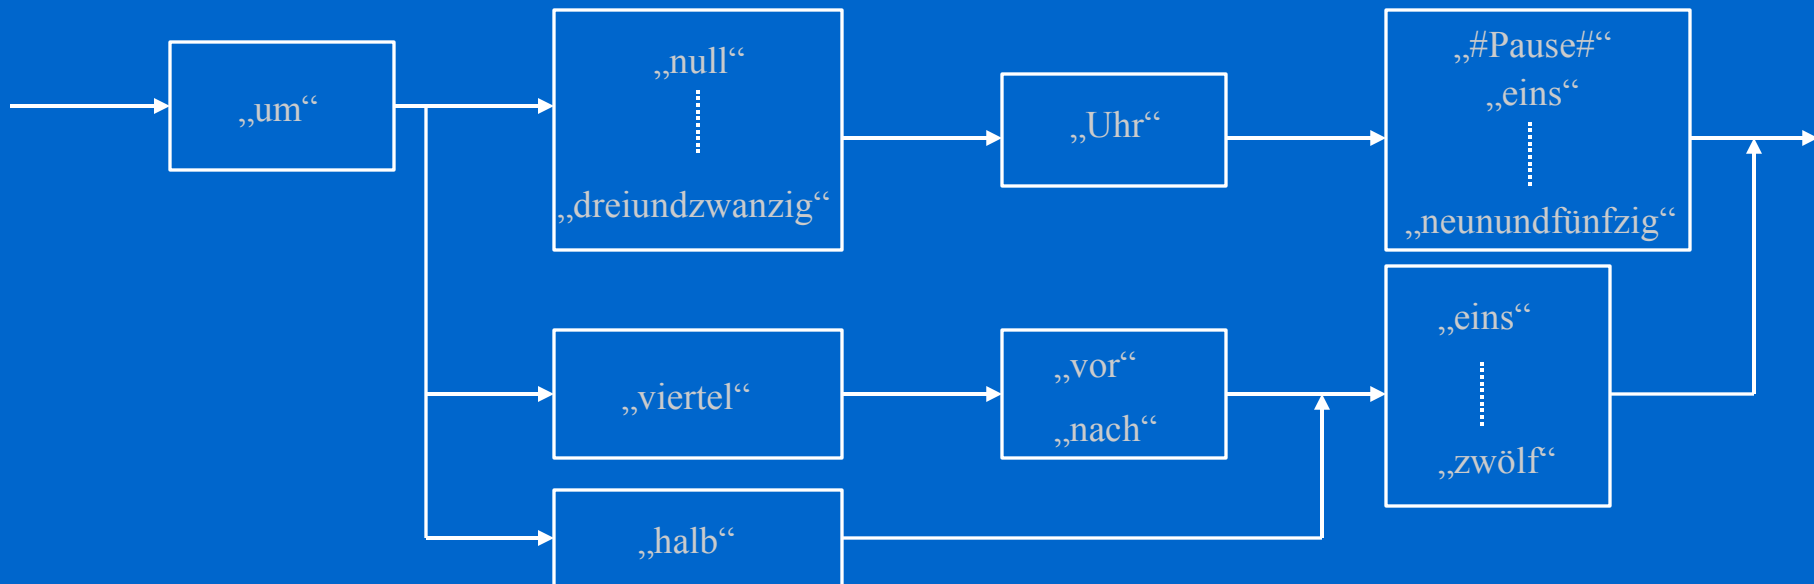 „um“
„null“
„dreiundzwanzig“
„Uhr“
„#Pause#“
„eins“
„neunundfünfzig“
„viertel“
„vor“
„nach“
„eins“
„zwölf“
„halb“